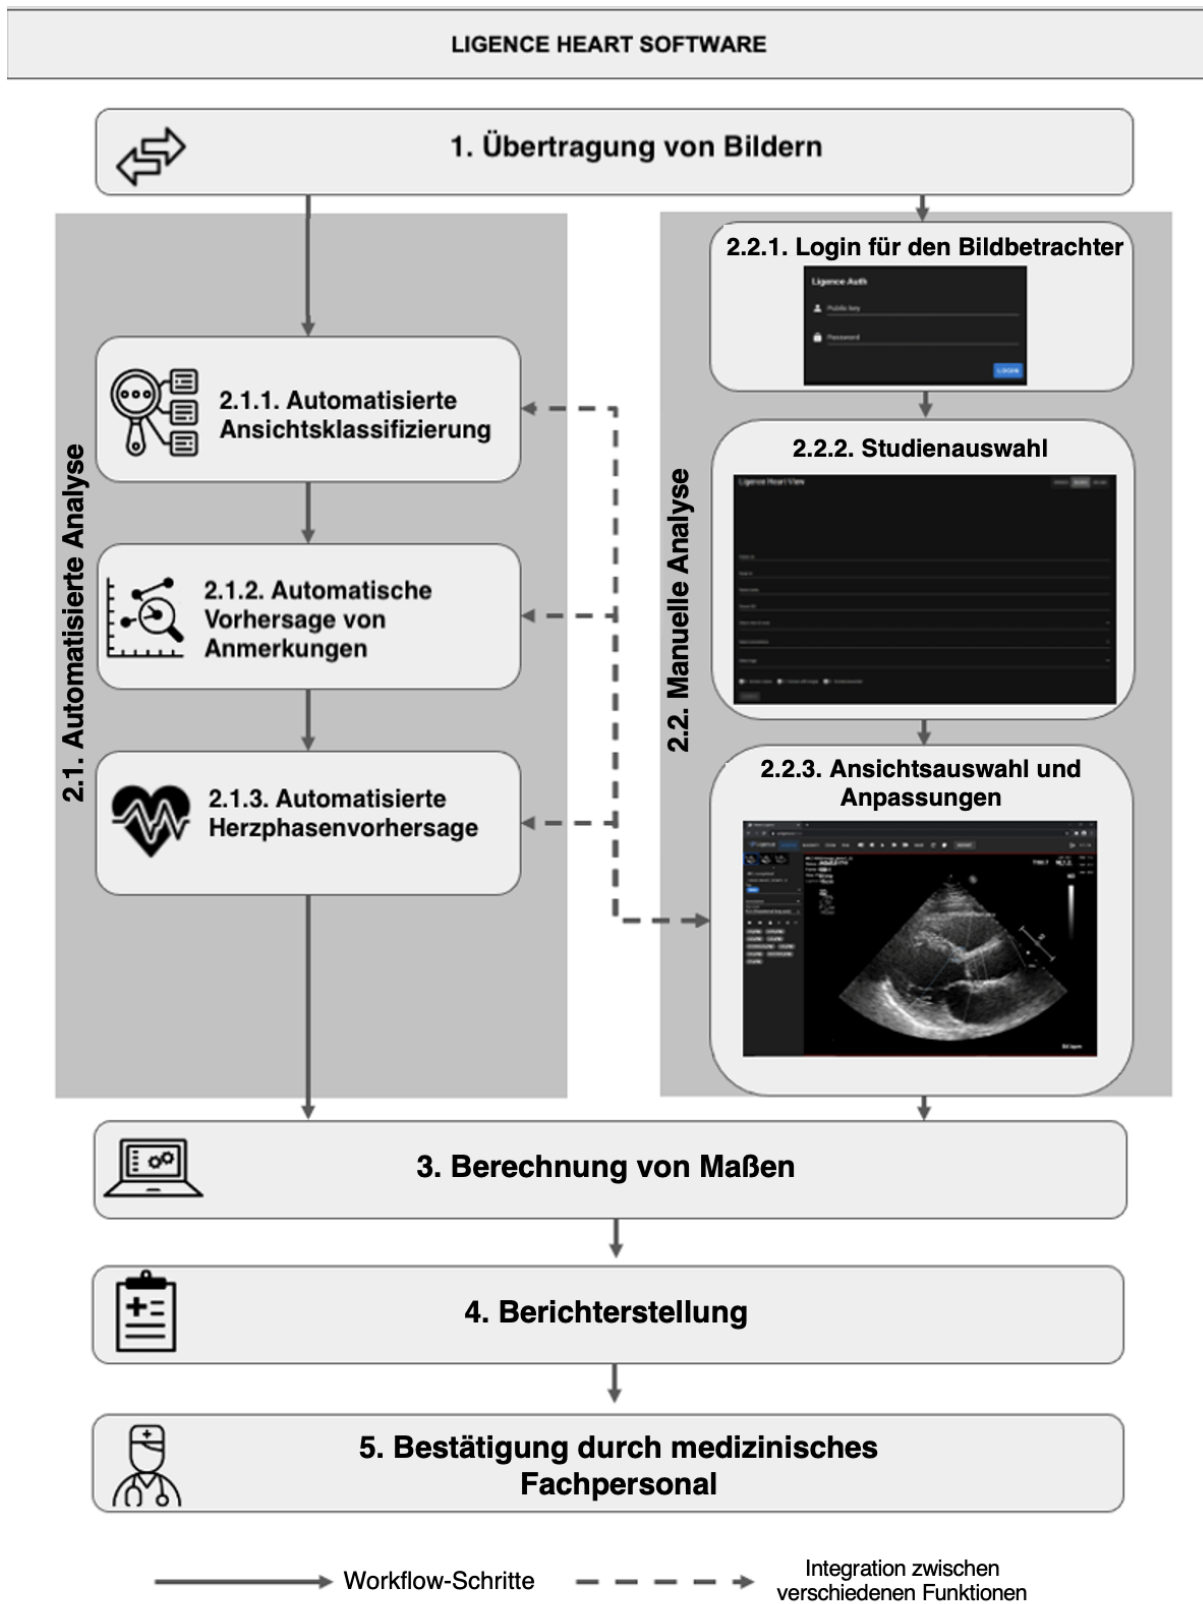 LIGENCE HEART SOFTWARE
1. Übertragung von Bildern
2.1. Automatisierte Analyse
2.1.1. Automatisierte
Ansichtsklassifizierung
2.1.2. Automatische
Vorhersage von
Anmerkungen
2.1.3. Automatisierte
Herzphasenvorhersage
2.2. Manuelle Analyse
2.2.1. Login für den Bildbetrachter
Ligence Auth
Public key
Password
LOGIN
2.2.2. Studienauswahl
Ligence Heart View
2.2.3. Ansichtsauswahl und
Anpassungen
3. Berechnung von Maßen
4. Berichterstellung
5. Bestätigung durch medizinisches
Fachpersonal
Workflow-Schritte
Integration zwischen
verschiedenen Funktionen